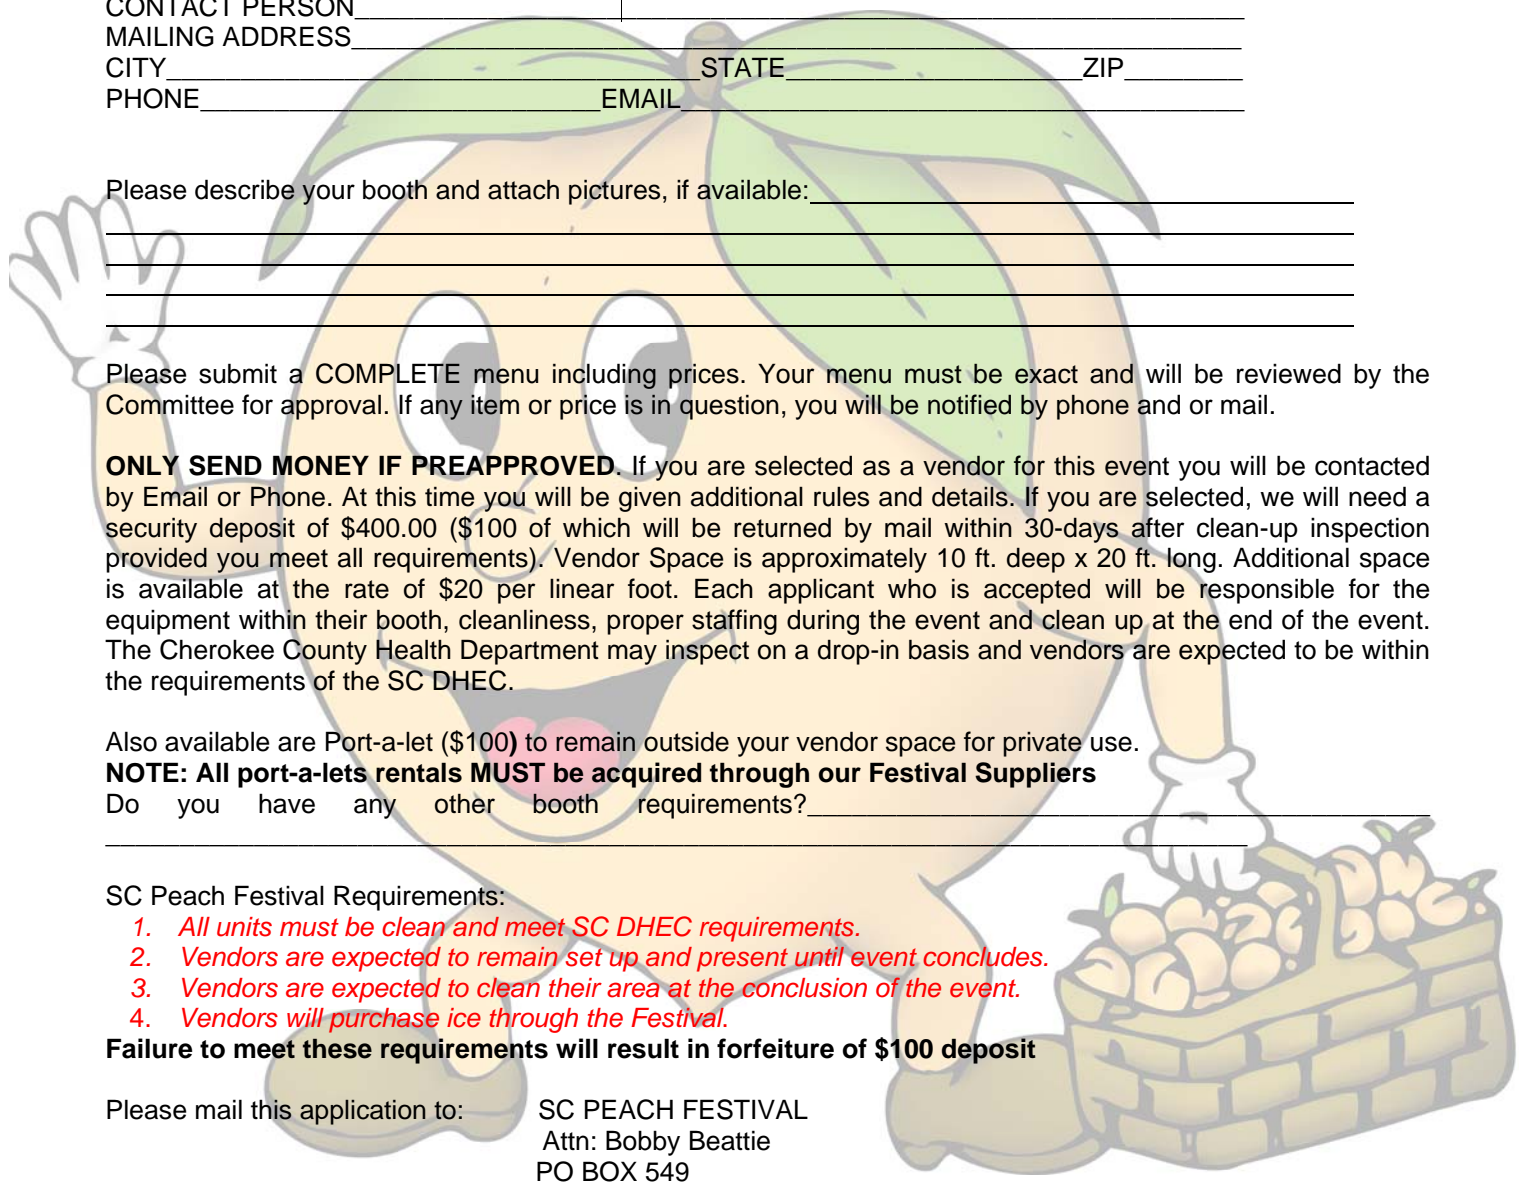 CONTACT PERSON____________________________________________________________
MAILING ADDRESS____________________________________________________________
CITY____________________________________STATE____________________ZIP________
PHONE___________________________EMAIL______________________________________
Please describe your booth and attach pictures, if available:
Please submit a COMPLETE menu including prices. Your menu must be exact and will be reviewed by the
Committee for approval. If any item or price is in question, you will be notified by phone and or mail.
ONLY SEND MONEY IF PREAPPROVED. If you are selected as a vendor for this event you will be contacted
by Email or Phone. At this time you will be given additional rules and details. If you are selected, we will need a
security deposit of $400.00 ($100 of which will be returned by mail within 30-days after clean-up inspection
provided you meet all requirements). Vendor Space is approximately 10 ft. deep x 20 ft. long. Additional space
is available at the rate of $20 per linear foot. Each applicant who is accepted will be responsible for the
equipment within their booth, cleanliness, proper staffing during the event and clean up at the end of the event.
The Cherokee County Health Department may inspect on a drop-in basis and vendors are expected to be within
the requirements of the SC DHEC.
Also available are Port-a-let ($100) to remain outside your vendor space for private use.
NOTE: All port-a-lets rentals MUST be acquired through our Festival Suppliers
Do you have any other booth requirements?__________________________________________
_____________________________________________________________________________
SC Peach Festival Requirements:
1. All units must be clean and meet SC DHEC requirements.
2. Vendors are expected to remain set up and present until event concludes.
3. Vendors are expected to clean their area at the conclusion of the event.
4. Vendors will purchase ice through the Festival.
Failure to meet these requirements will result in forfeiture of $100 deposit
Please mail this application to: SC PEACH FESTIVAL
Attn: Bobby Beattie
PO BOX 549